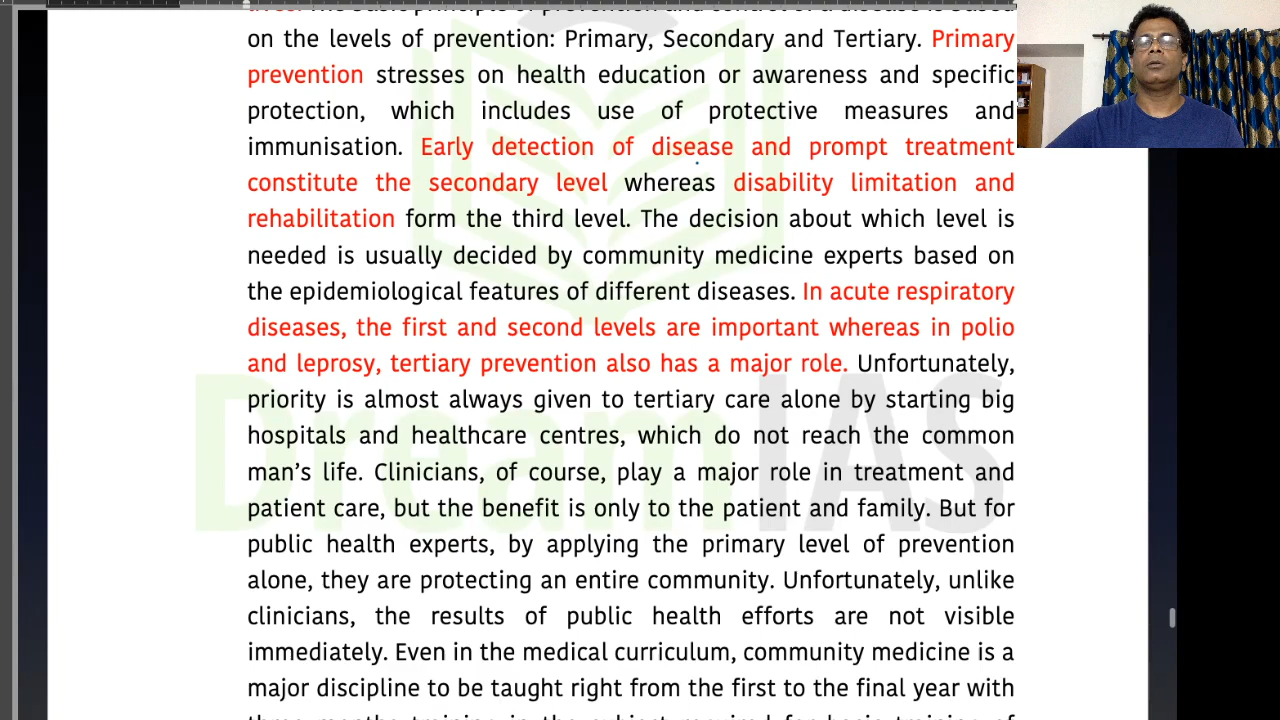 on the levels of prevention: Primary, Secondary and Tertiary. Primary
prevention stresses on health education or awareness and specific
protection, which includes use of protective measures and
immunisation. Early detection of disease and prompt treatment
constitute the secondary level whereas disability limitation and
rehabilitation form the third level. The decision about which level is
needed is usually decided by community medicine experts based on
the epidemiological features of different diseases. In acute respiratory
diseases, the first and second levels are important whereas in polio
and leprosy, tertiary prevention also has a major role. Unfortunately,
priority is almost always given to tertiary care alone by starting big
hospitals and healthcare centres, which do not reach the common
man's life. Clinicians, of course, play a major role in treatment and
patient care, but the benefit is only to the patient and family. But for
public health experts, by applying the primary level of prevention
alone, they are protecting an entire community. Unfortunately, unlike
clinicians, the results of public health efforts are not visible
immediately. Even in the medical curriculum, community medicine is a
major discipline to be taught right from the first to the final year with
DreamIAS